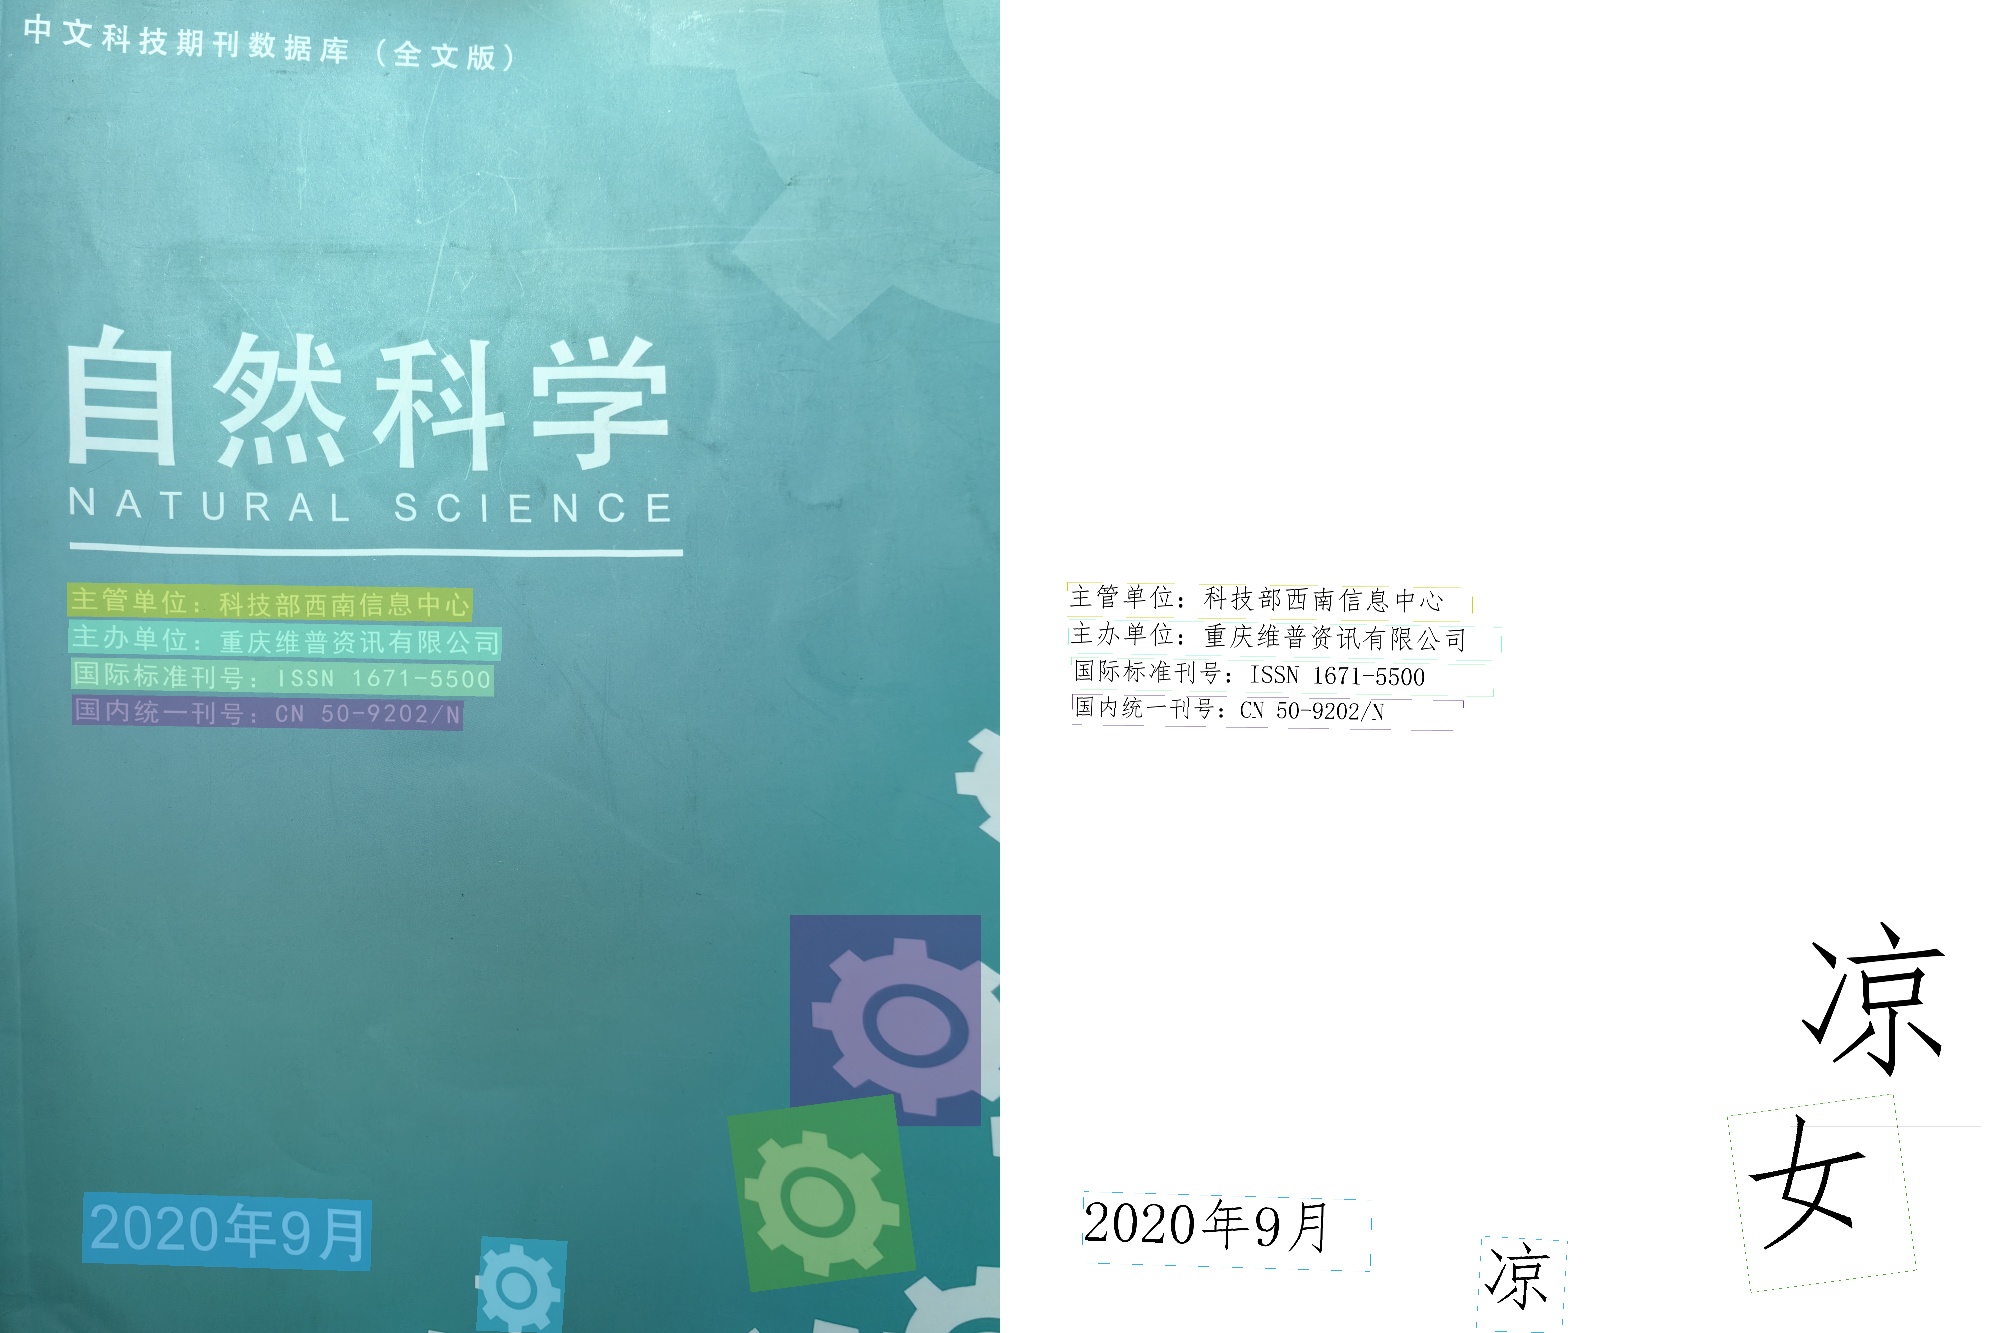 中文科技期刊数据库（全文版）
自然科学
NATURAL SCIENCE
主管单位：科技部西南信息中心
主办单位：重庆维普资讯有限公司
国际标准刊号：ISSN 1671-5500
国内统一刊号：CN 50-9202/N
2020年9月
主管单位：科技部西南信息中心
主办单位：重庆维普资讯有限公司
国际标准刊号：ISSN 1671-5500
国内统一刊号：CN 50-9202/N
凉
女
2020年9月
凉